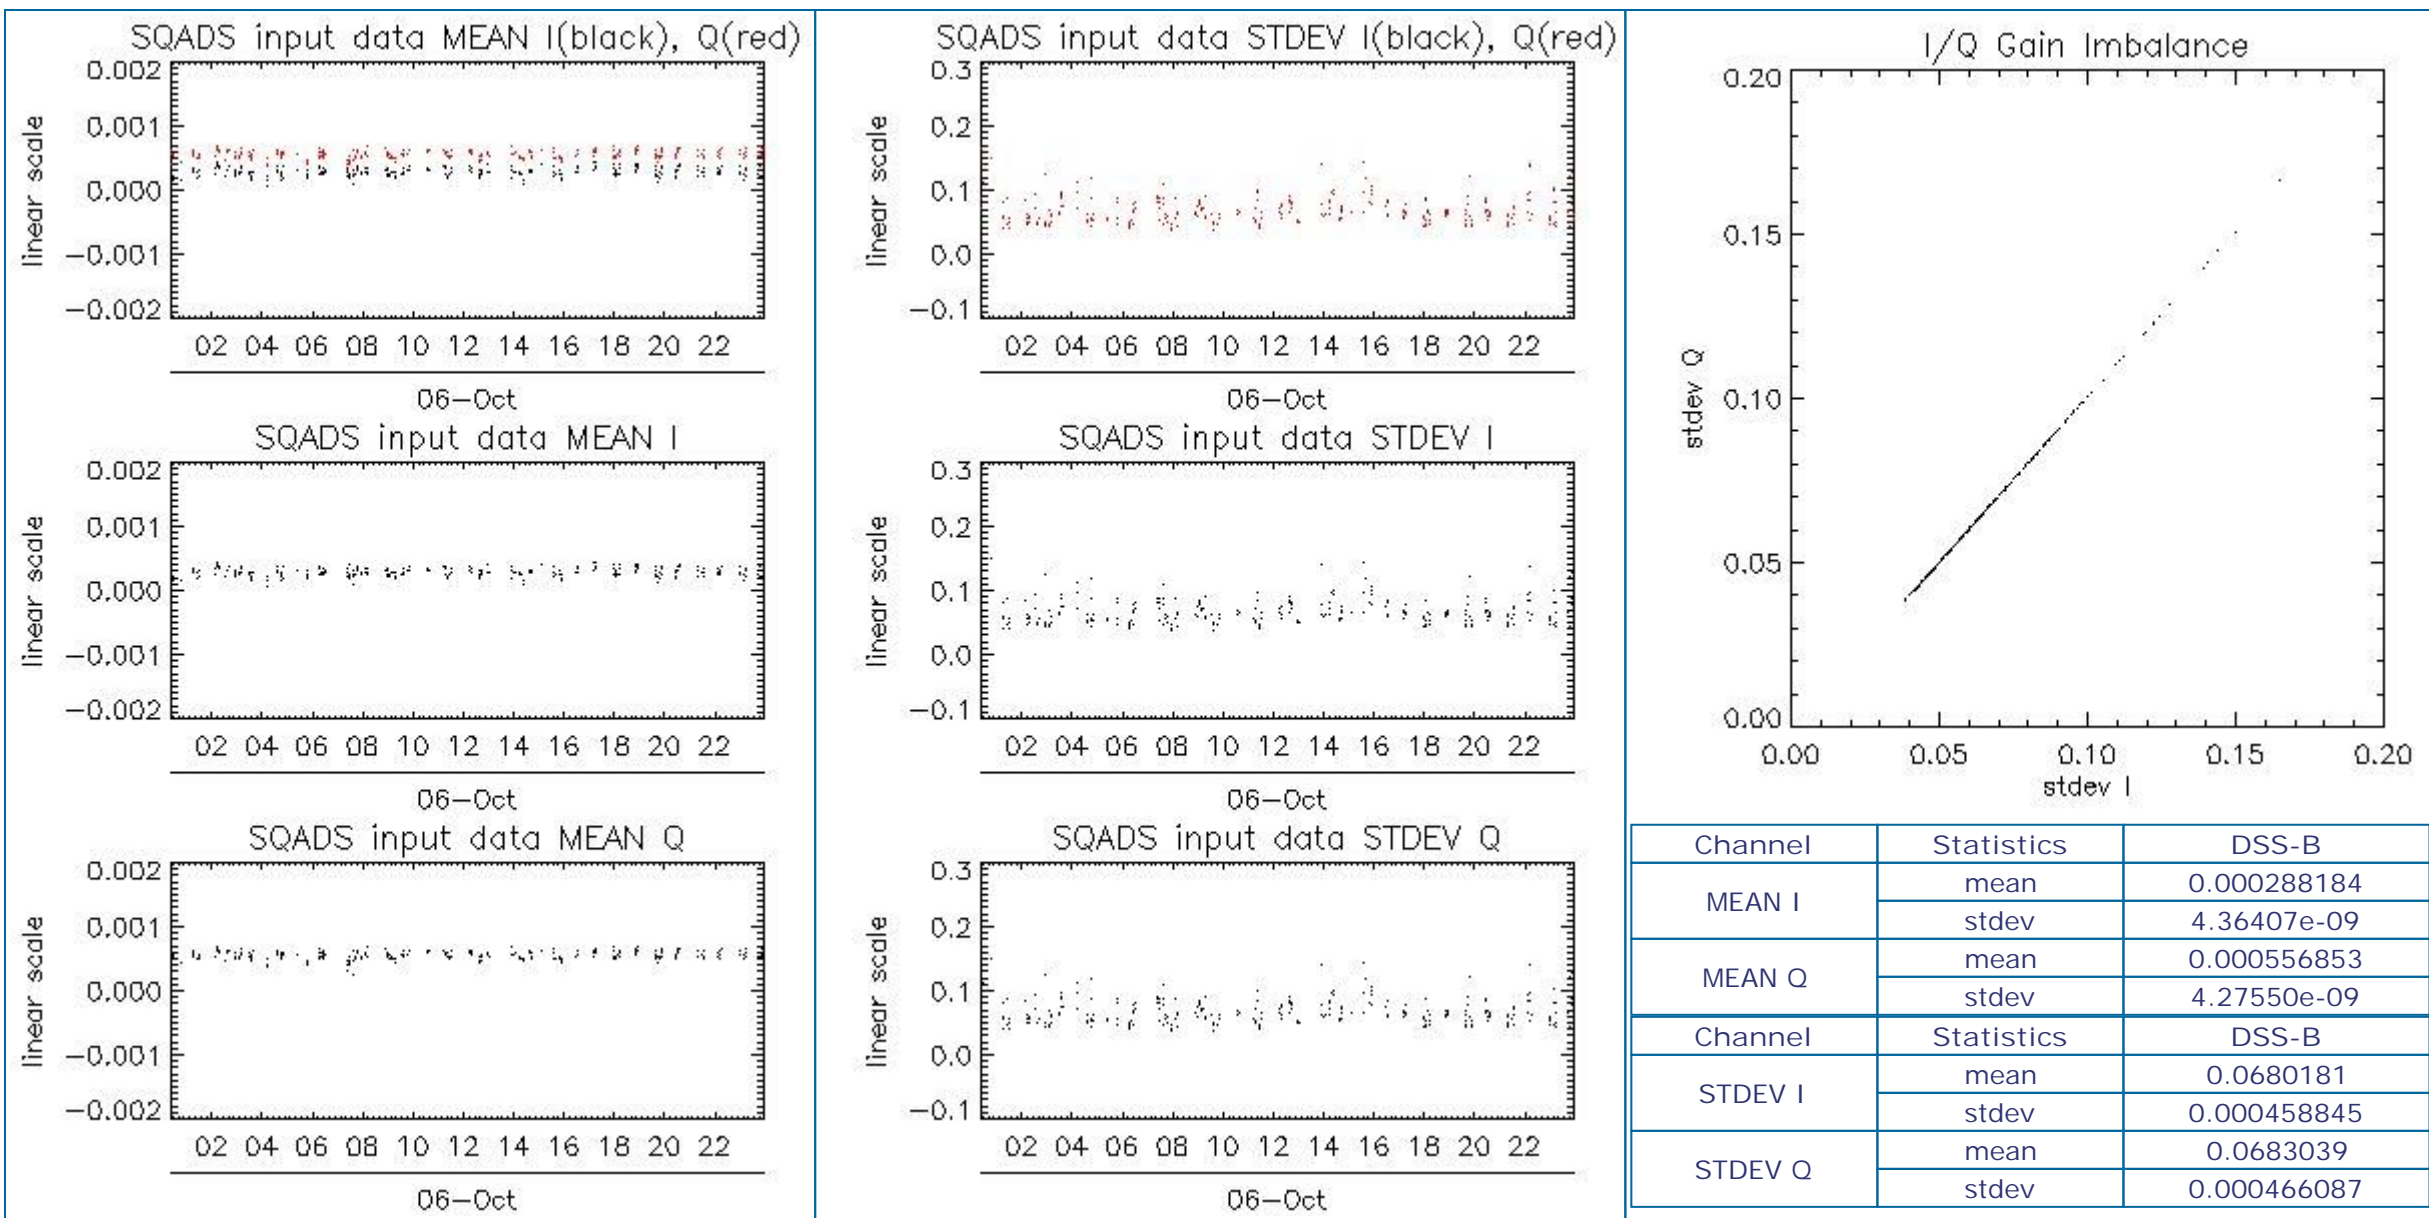 SQADS input data MEAN I(black), Q(red)
0.002
0.001
0.000
-0.001
-0.002
linear scale
02 04 06 08 10 12 14 16 18 20 22
06-Oct
SQADS input data MEAN I
0.002
0.001
0.000
-0.001
-0.002
linear scale
02 04 06 08 10 12 14 16 18 20 22
06-Oct
SQADS input data MEAN Q
0.002
0.001
0.000
-0.001
-0.002
linear scale
02 04 06 08 10 12 14 16 18 20 22
06-Oct
SQADS input data STDEV I(black), Q(red)
0.3
0.2
0.1
0.0
-0.1
linear scale
02 04 06 08 10 12 14 16 18 20 22
06-Oct
SQADS input data STDEV I
0.3
0.2
0.1
0.0
-0.1
linear scale
02 04 06 08 10 12 14 16 18 20 22
06-Oct
SQADS input data STDEV Q
0.3
0.2
0.1
0.0
-0.1
linear scale
02 04 06 08 10 12 14 16 18 20 22
06-Oct
I/Q Gain Imbalance
0.20
0.15
0.10
0.05
0.00
stdev Q
0.00 0.05 0.10 0.15 0.20
stdev I
Channel Statistics DSS-B
MEAN I mean 0.000288184
stdev 4.36407e-09
MEAN Q mean 0.000556853
stdev 4.27550e-09
Channel Statistics DSS-B
STDEV I mean 0.0680181
stdev 0.000458845
STDEV Q mean 0.0683039
stdev 0.000466087